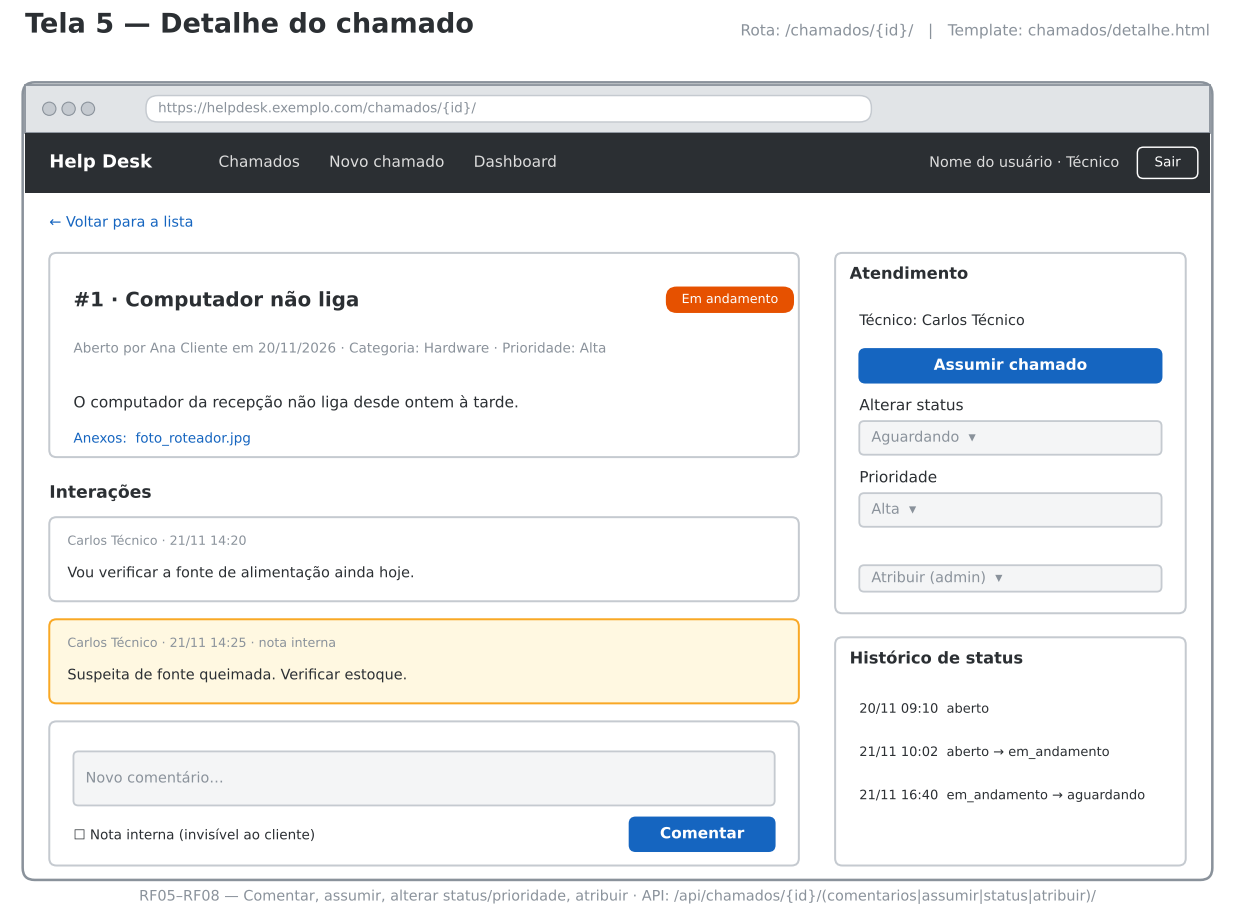 Tela 5 — Detalhe do chamado
Rota: /chamados/{id}/ | Template: chamados/detalhe.html
https://helpdesk.exemplo.com/chamados/{id}/
Help Desk Chamados Novo chamado Dashboard Nome do usuário · Técnico Sair
← Voltar para a lista
#1 · Computador não liga Em andamento
Aberto por Ana Cliente em 20/11/2026 · Categoria: Hardware · Prioridade: Alta
O computador da recepção não liga desde ontem à tarde.
Anexos: foto_roteador.jpg
Interações
Carlos Técnico · 21/11 14:20
Vou verificar a fonte de alimentação ainda hoje.
Carlos Técnico · 21/11 14:25 · nota interna
Suspeita de fonte queimada. Verificar estoque.
Novo comentário...
☐ Nota interna (invisível ao cliente) Comentar
Atendimento
Técnico: Carlos Técnico
Assumir chamado
Alterar status
Aguardando ▾
Prioridade
Alta ▾
Atribuir (admin) ▾
Histórico de status
20/11 09:10 aberto
21/11 10:02 aberto → em_andamento
21/11 16:40 em_andamento → aguardando
RF05–RF08 — Comentar, assumir, alterar status/prioridade, atribuir · API: /api/chamados/{id}/(comentarios|assumir|status|atribuir)/